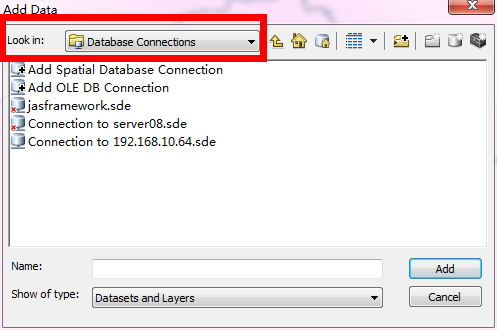 Add Data
Look in: Database Connections
Add Spatial Database Connection
Add OLE DB Connection
jasframework.sde
Connection to server08.sde
Connection to 192.168.10.64.sde
Name: Add
Show of type: Datasets and Layers Cancel